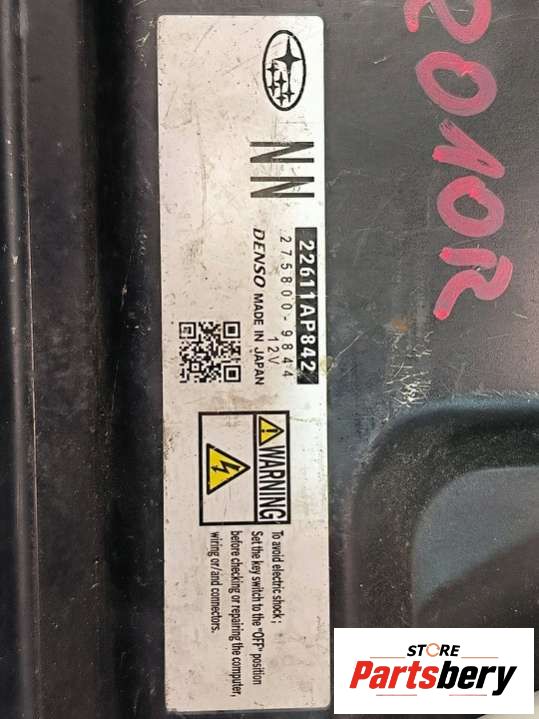 NN
22611AP842
275800-9844
12V
DENSO MADE IN JAPAN
WARNING
To avoid electric shock ;
Set the key switch to the "OFF" position
before checking or repairing the computer,
wiring or/and connectors.
2010R
STORE
Partsbery